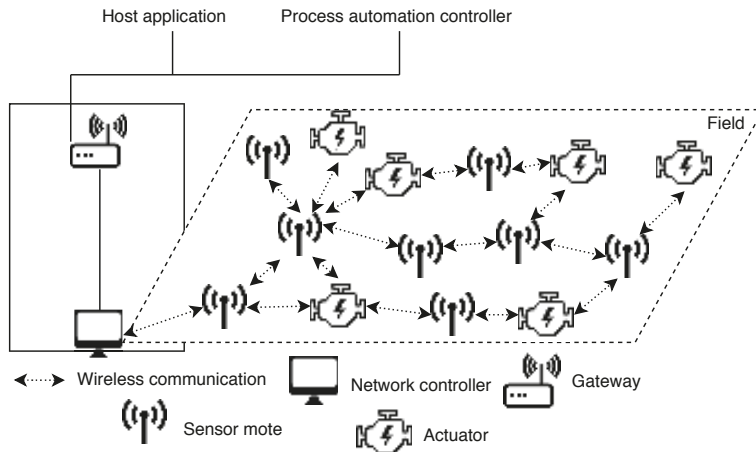 Host application
Process automation controller
Field
Wireless communication
Network controller
Gateway
Sensor mote
Actuator